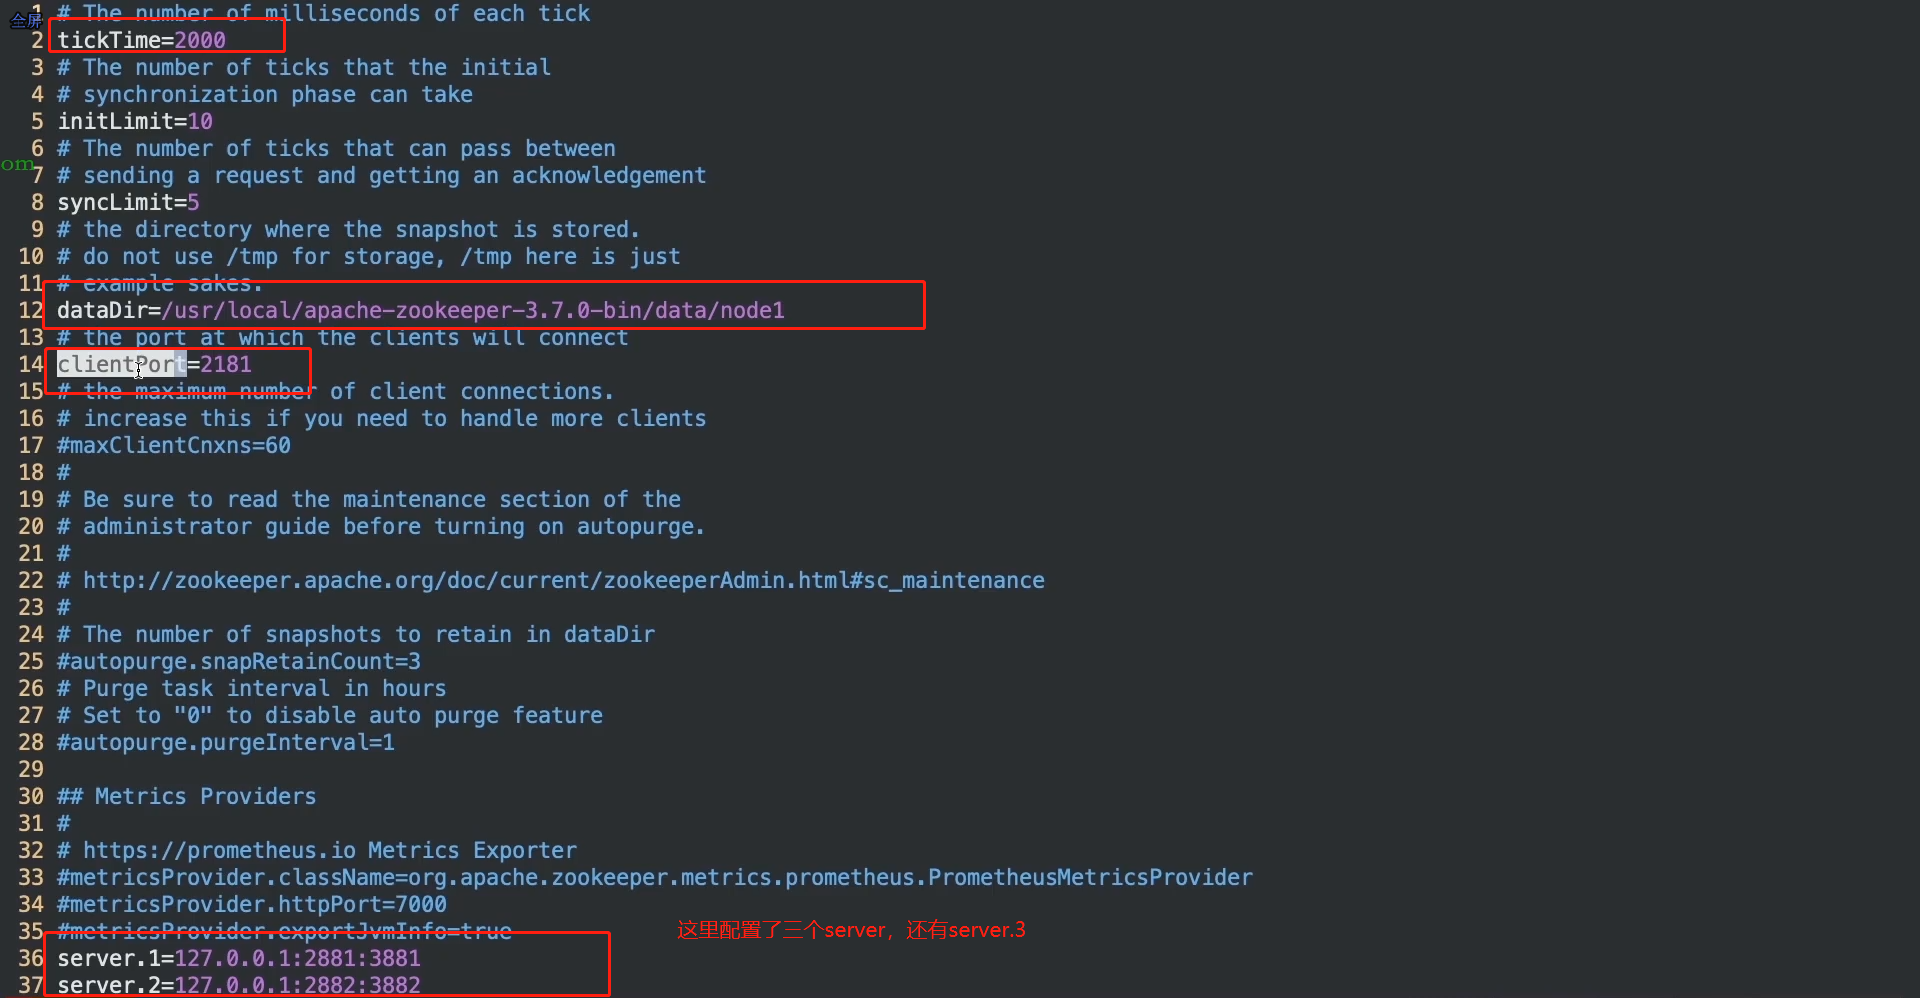 全屏
1 # The number of milliseconds of each tick
2 tickTime=2000
3 # The number of ticks that the initial
4 # synchronization phase can take
5 initLimit=10
6 # The number of ticks that can pass between
om
7 # sending a request and getting an acknowledgement
8 syncLimit=5
9 # the directory where the snapshot is stored.
10 # do not use /tmp for storage, /tmp here is just
11 # example sakes.
12 dataDir=/usr/local/apache-zookeeper-3.7.0-bin/data/node1
13 # the port at which the clients will connect
14 clientPort=2181
15 # the maximum number of client connections.
16 # increase this if you need to handle more clients
17 #maxClientCnxns=60
18 #
19 # Be sure to read the maintenance section of the
20 # administrator guide before turning on autopurge.
21 #
22 # http://zookeeper.apache.org/doc/current/zookeeperAdmin.html#sc_maintenance
23 #
24 # The number of snapshots to retain in dataDir
25 #autopurge.snapRetainCount=3
26 # Purge task interval in hours
27 # Set to "0" to disable auto purge feature
28 #autopurge.purgeInterval=1
29
30 ## Metrics Providers
31 #
32 # https://prometheus.io Metrics Exporter
33 #metricsProvider.className=org.apache.zookeeper.metrics.prometheus.PrometheusMetricsProvider
34 #metricsProvider.httpPort=7000
35 #metricsProvider.exportJvmInfo=true
这里配置了三个server，还有server.3
36 server.1=127.0.0.1:2881:3881
37 server.2=127.0.0.1:2882:3882